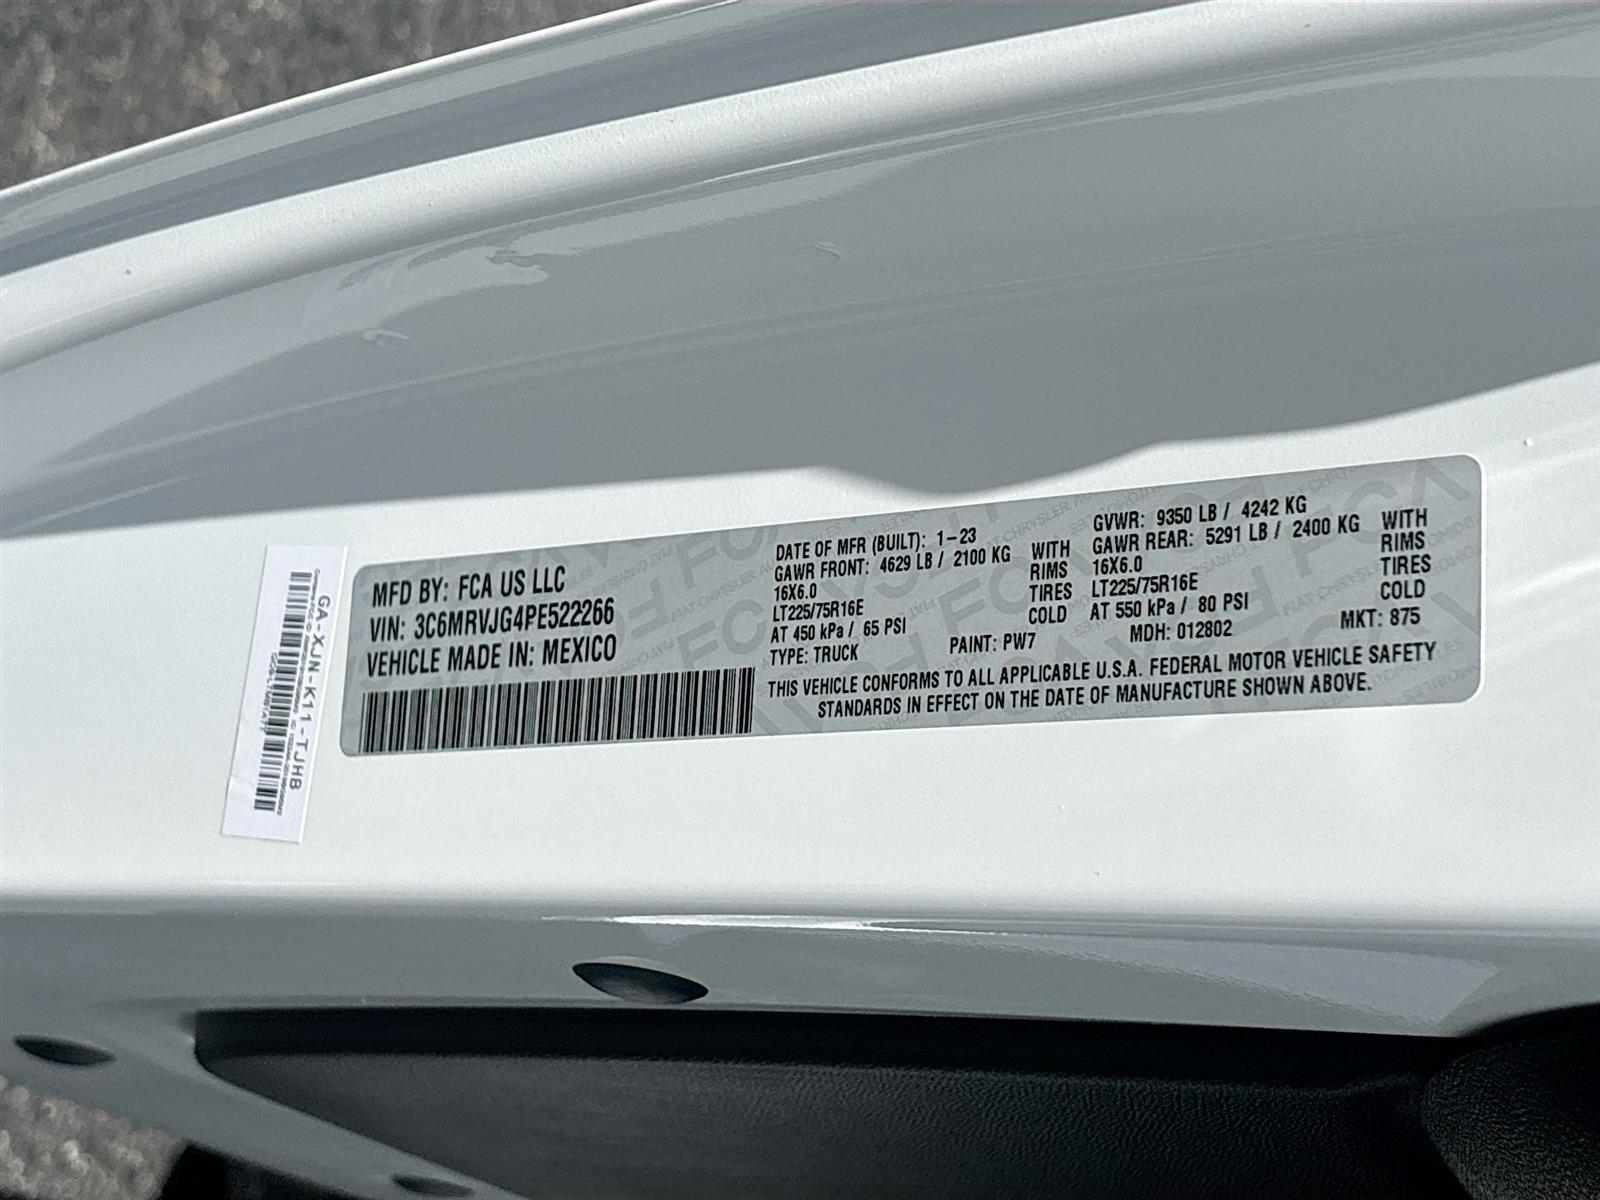 MFD BY: FCA US LLC
VIN: 3C6MRVJG4PE522266
VEHICLE MADE IN: MEXICO
DATE OF MFR (BUILT): 1-23
GAWR FRONT: 4629 LB / 2100 KG WITH
16X6.0 RIMS
LT225/75R16E TIRES
AT 450 kPa / 65 PSI COLD
TYPE: TRUCK PAINT: PW7
GVWR: 9350 LB / 4242 KG
GAWR REAR: 5291 LB / 2400 KG WITH
16X6.0 RIMS
LT225/75R16E TIRES
AT 550 kPa / 80 PSI COLD
MDH: 012802 MKT: 875
THIS VEHICLE CONFORMS TO ALL APPLICABLE U.S.A. FEDERAL MOTOR VEHICLE SAFETY
STANDARDS IN EFFECT ON THE DATE OF MANUFACTURE SHOWN ABOVE.
GA-XJN-K11-TJHB